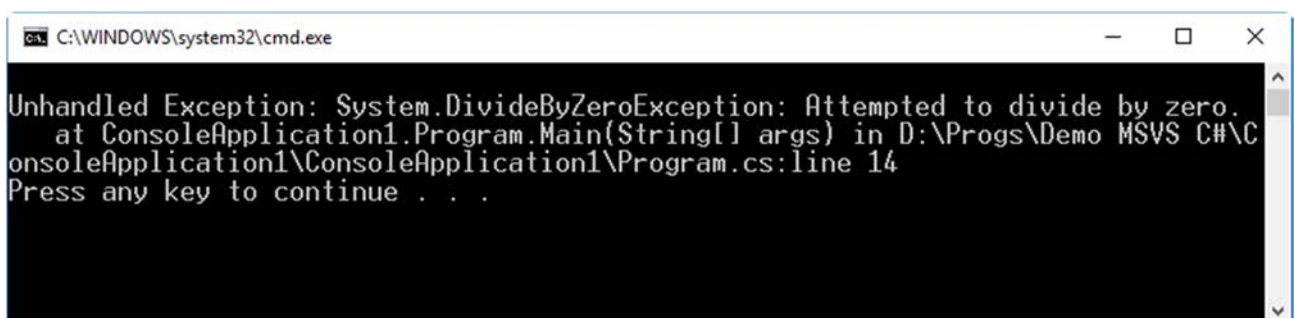 C:\WINDOWS\system32\cmd.exe
Unhandled Exception: System.DivideByZeroException: Attempted to divide by zero.
   at ConsoleApplication1.Program.Main(String[] args) in D:\Progs\Demo MSVS C#\C
onsoleApplication1\ConsoleApplication1\Program.cs:line 14
Press any key to continue . . .